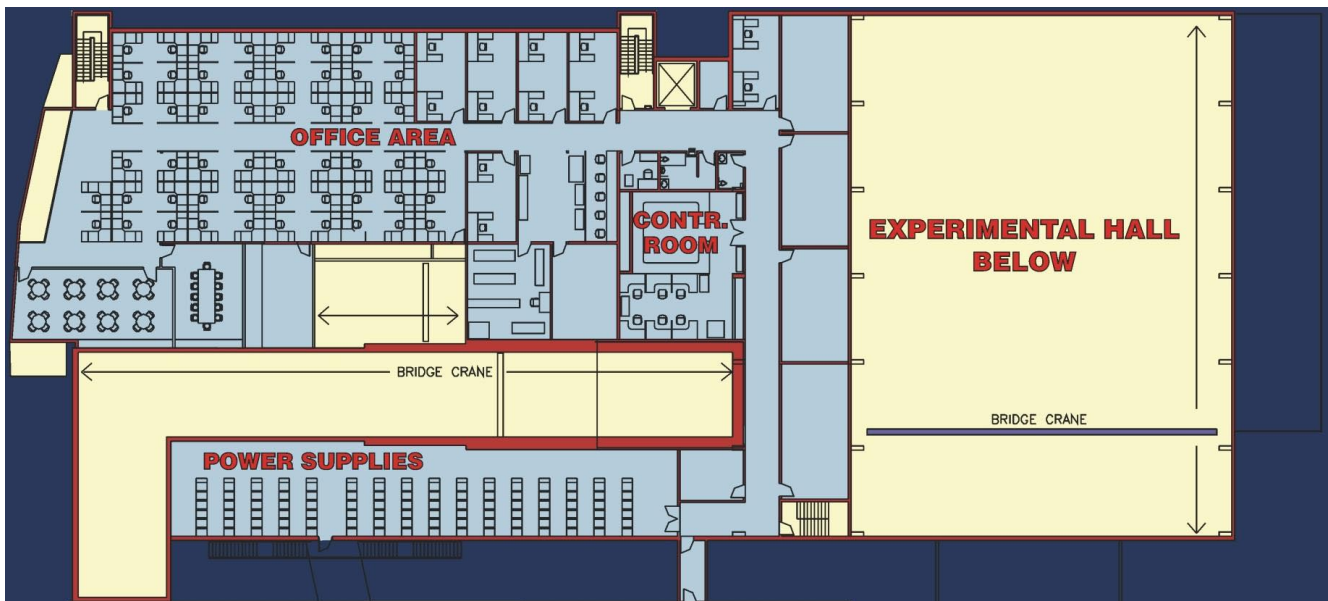 OFFICE AREA
CONTR.
ROOM
EXPERIMENTAL HALL
BELOW
BRIDGE CRANE
BRIDGE CRANE
POWER SUPPLIES